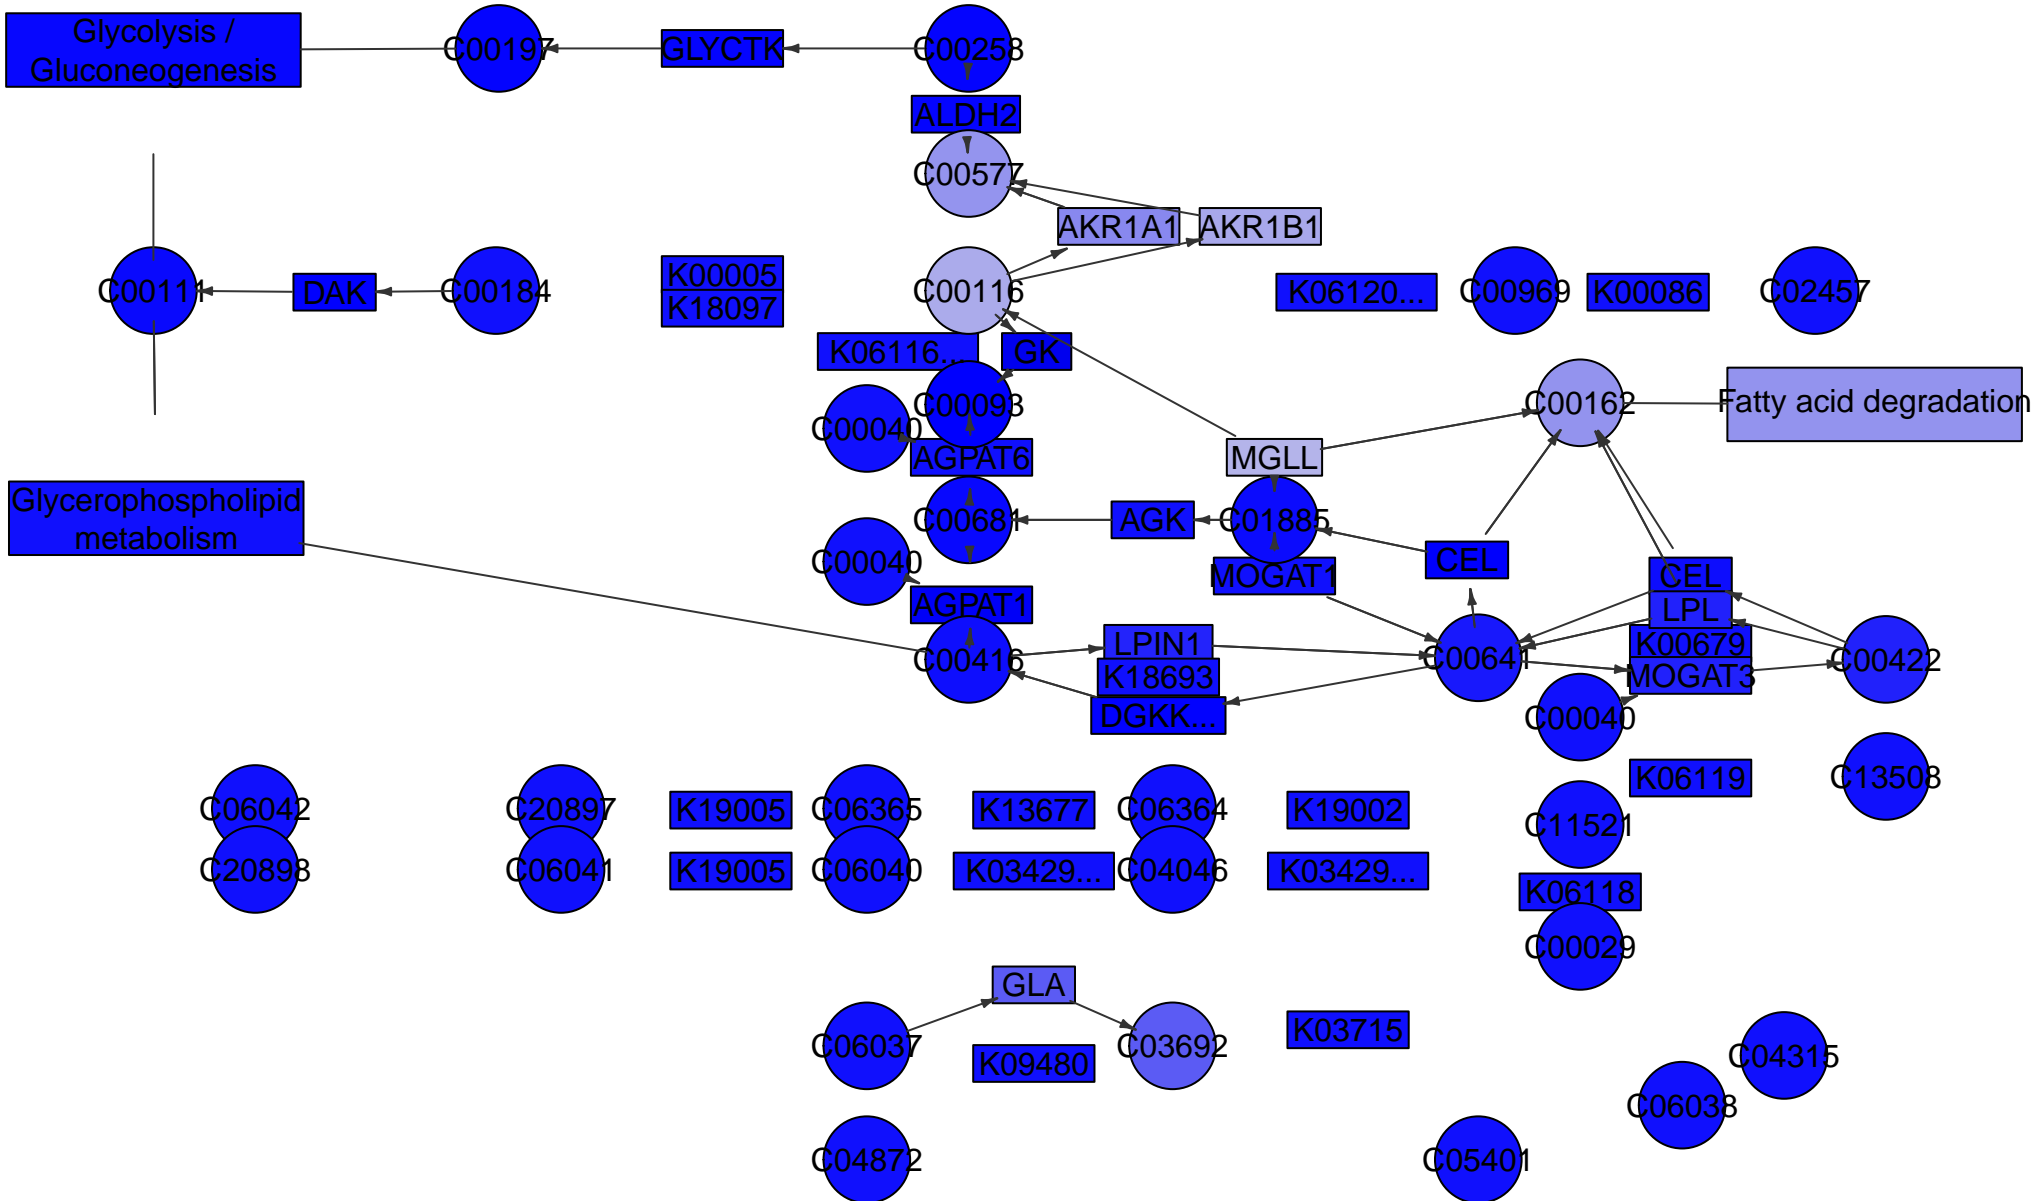 Glycolysis /
Gluconeogenesis
C00197
GLYCTK
C00258
ALDH2
C00577
AKR1A1
AKR1B1
C00111
DAK
C00184
K00005
K18097
C00116
K06120...
C00969
K00086
C02457
K06116...
GK
C00093
C00040
AGPAT6
MGLL
C00162
Fatty acid degradation
Glycerophospholipid
metabolism
C00681
AGK
C01885
C00040
MOGAT1
CEL
CEL
LPL
AGPAT1
C00416
LPIN1
K18693
DGKK...
C00641
K00679
MOGAT3
C00422
C00040
K06119
C13508
C06042
C20897
K19005
C06365
K13677
C06364
K19002
C11521
C20898
C06041
K19005
C06040
K03429...
C04046
K03429...
K06118
C00029
GLA
C06037
K09480
C03692
K03715
C04315
C06038
C04872
C05401